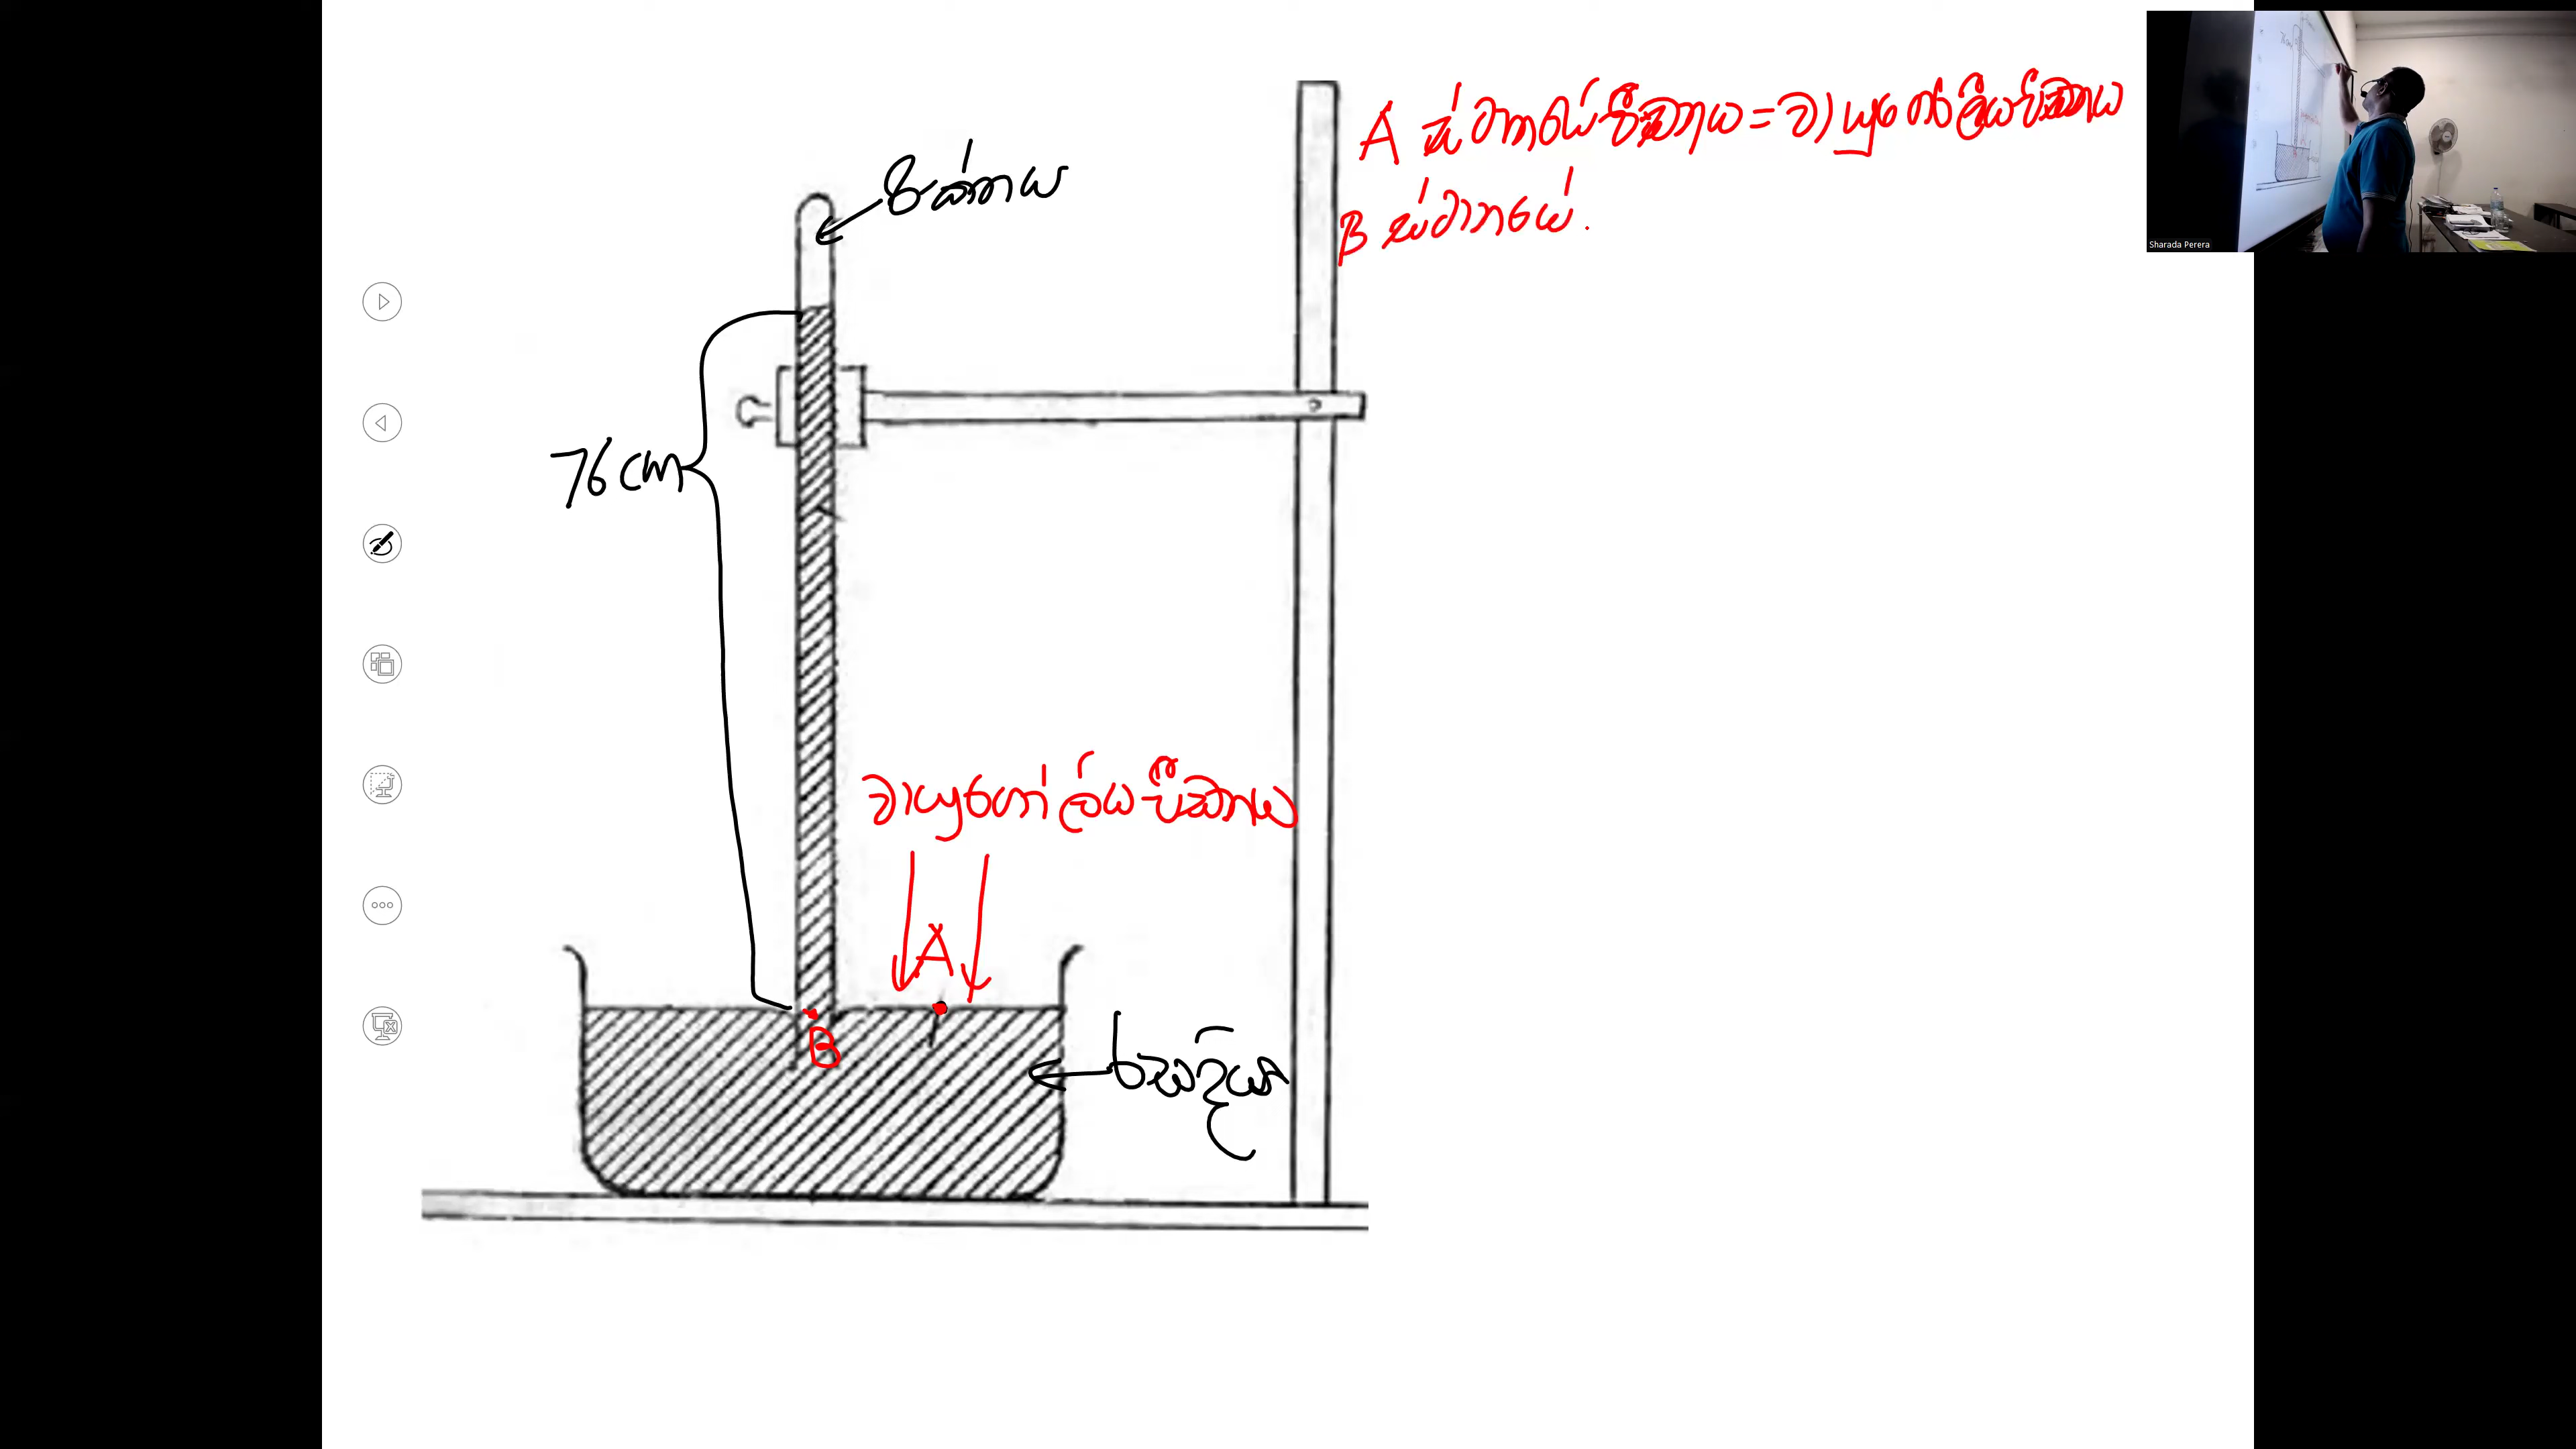 A ස්ථානයේ පීඩනය = වායුගෝලීය පීඩනය
B ස්ථානයේ.
රික්තය
76 cm
වායුගෝලීය පීඩනය
A
B
රසදිය
Sharada Perera